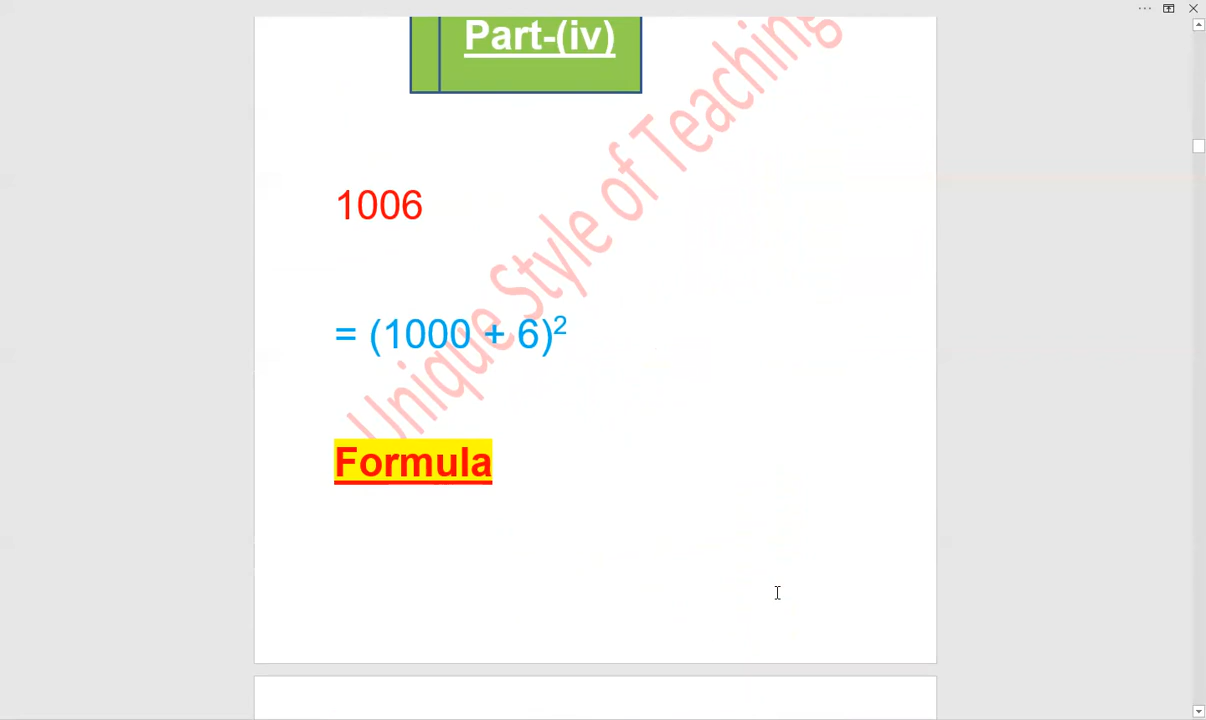 Part-(iv)
Unique Style of Teaching
1006
= (1000 + 6)²
Formula